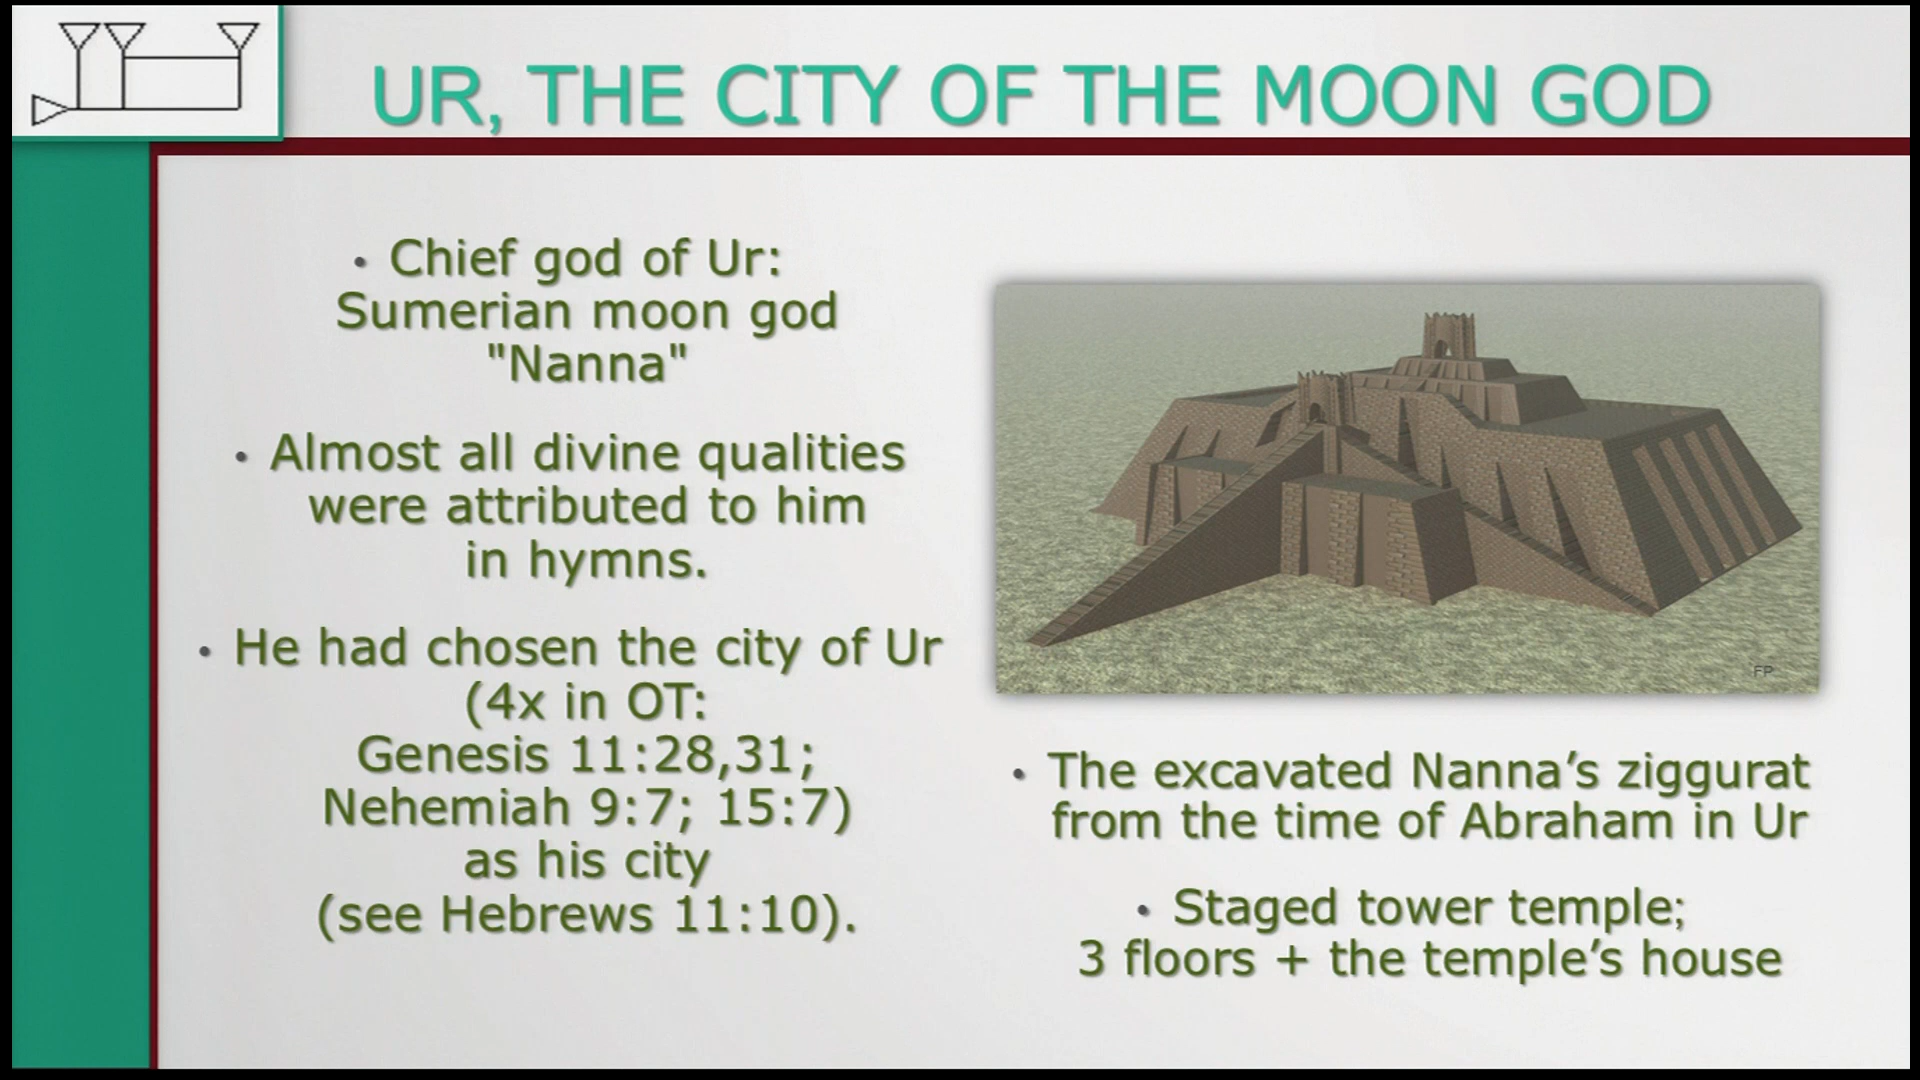 UR, THE CITY OF THE MOON GOD
• Chief god of Ur:
Sumerian moon god
"Nanna"
• Almost all divine qualities
were attributed to him
in hymns.
• He had chosen the city of Ur
(4x in OT:
Genesis 11:28,31;
Nehemiah 9:7; 15:7)
as his city
(see Hebrews 11:10).
FP
• The excavated Nanna’s ziggurat
from the time of Abraham in Ur
• Staged tower temple;
3 floors + the temple’s house